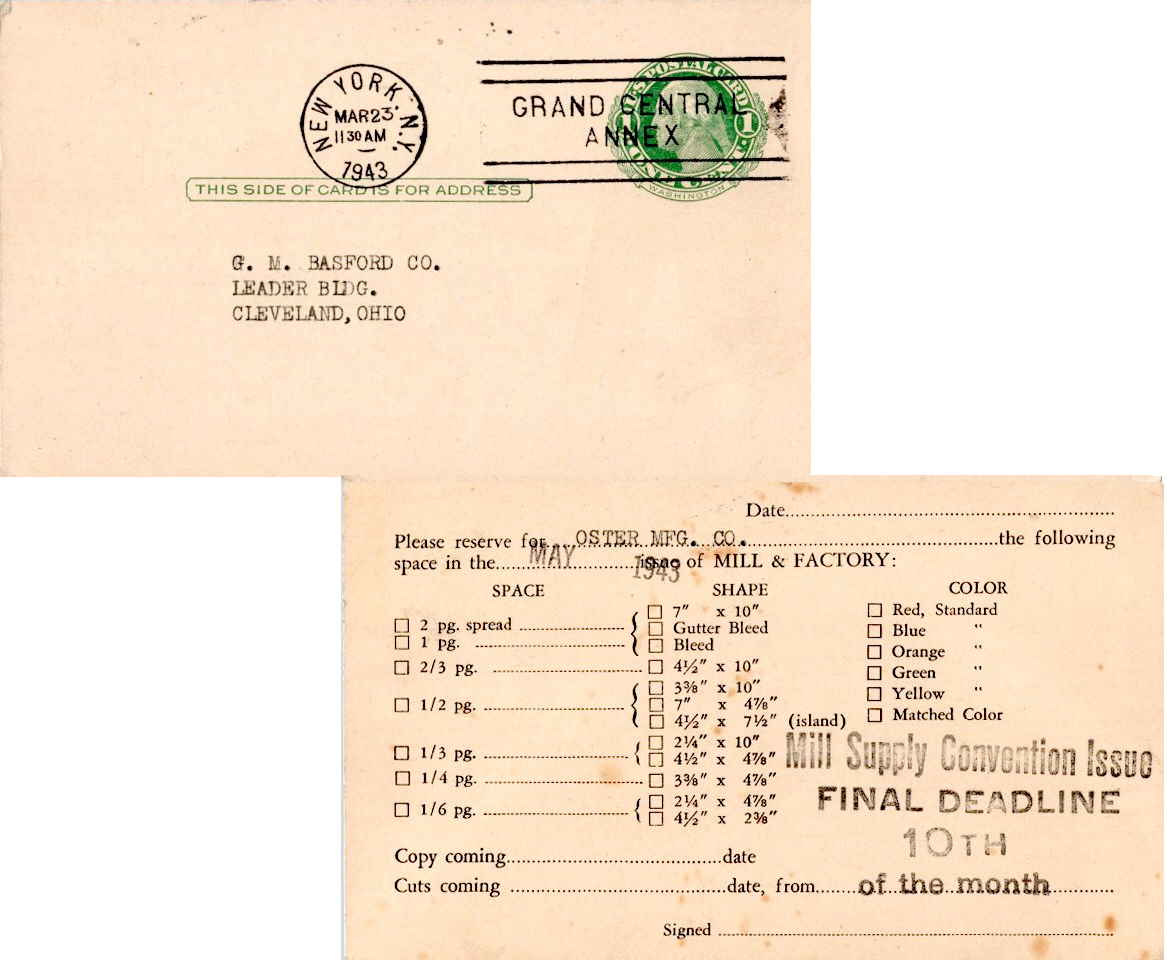 NEW YORK, N.Y.
MAR 23
11 30 AM
1943
GRAND CENTRAL
ANNEX
U.S. POSTAL CARD
1 1
ONE CENT
WASHINGTON
THIS SIDE OF CARD IS FOR ADDRESS
G. M. BASFORD CO.
LEADER BLDG.
CLEVELAND, OHIO
Date
Please reserve for OSTER MFG. CO. the following
space in the MAY 1943 issue of MILL & FACTORY:
SPACE SHAPE COLOR
7" x 10" Red, Standard
2 pg. spread Gutter Bleed Blue "
1 pg. Bleed Orange "
2/3 pg. 4½" x 10" Green "
3⅜" x 10" Yellow "
1/2 pg. 7" x 4⅞"
4½" x 7½" (island) Matched Color
2¼" x 10"
1/3 pg. 4½" x 4⅞"
1/4 pg. 3⅜" x 4⅞"
1/6 pg. 2¼" x 4⅞"
4½" x 2⅜"
Mill Supply Convention Issue
FINAL DEADLINE
10TH
of the month
Copy coming date
Cuts coming date, from
Signed